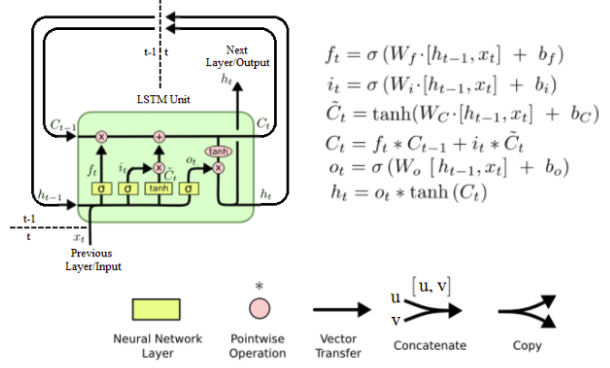 t-1 t
Next
Layer/Output
h_t
LSTM Unit
C_{t-1}
C_t
x
+
tanh
f_t
i_t
x
C̃_t
o_t
x
σ
σ
tanh
σ
h_{t-1}
h_t
t-1
t
x_t
Previous
Layer/Input
f_t = σ(W_f·[h_{t-1}, x_t] + b_f)
i_t = σ(W_i·[h_{t-1}, x_t] + b_i)
C̃_t = tanh(W_C·[h_{t-1}, x_t] + b_C)
C_t = f_t * C_{t-1} + i_t * C̃_t
o_t = σ(W_o [h_{t-1}, x_t] + b_o)
h_t = o_t * tanh(C_t)
*
u
v
[u, v]
Neural Network
Layer
Pointwise
Operation
Vector
Transfer
Concatenate
Copy